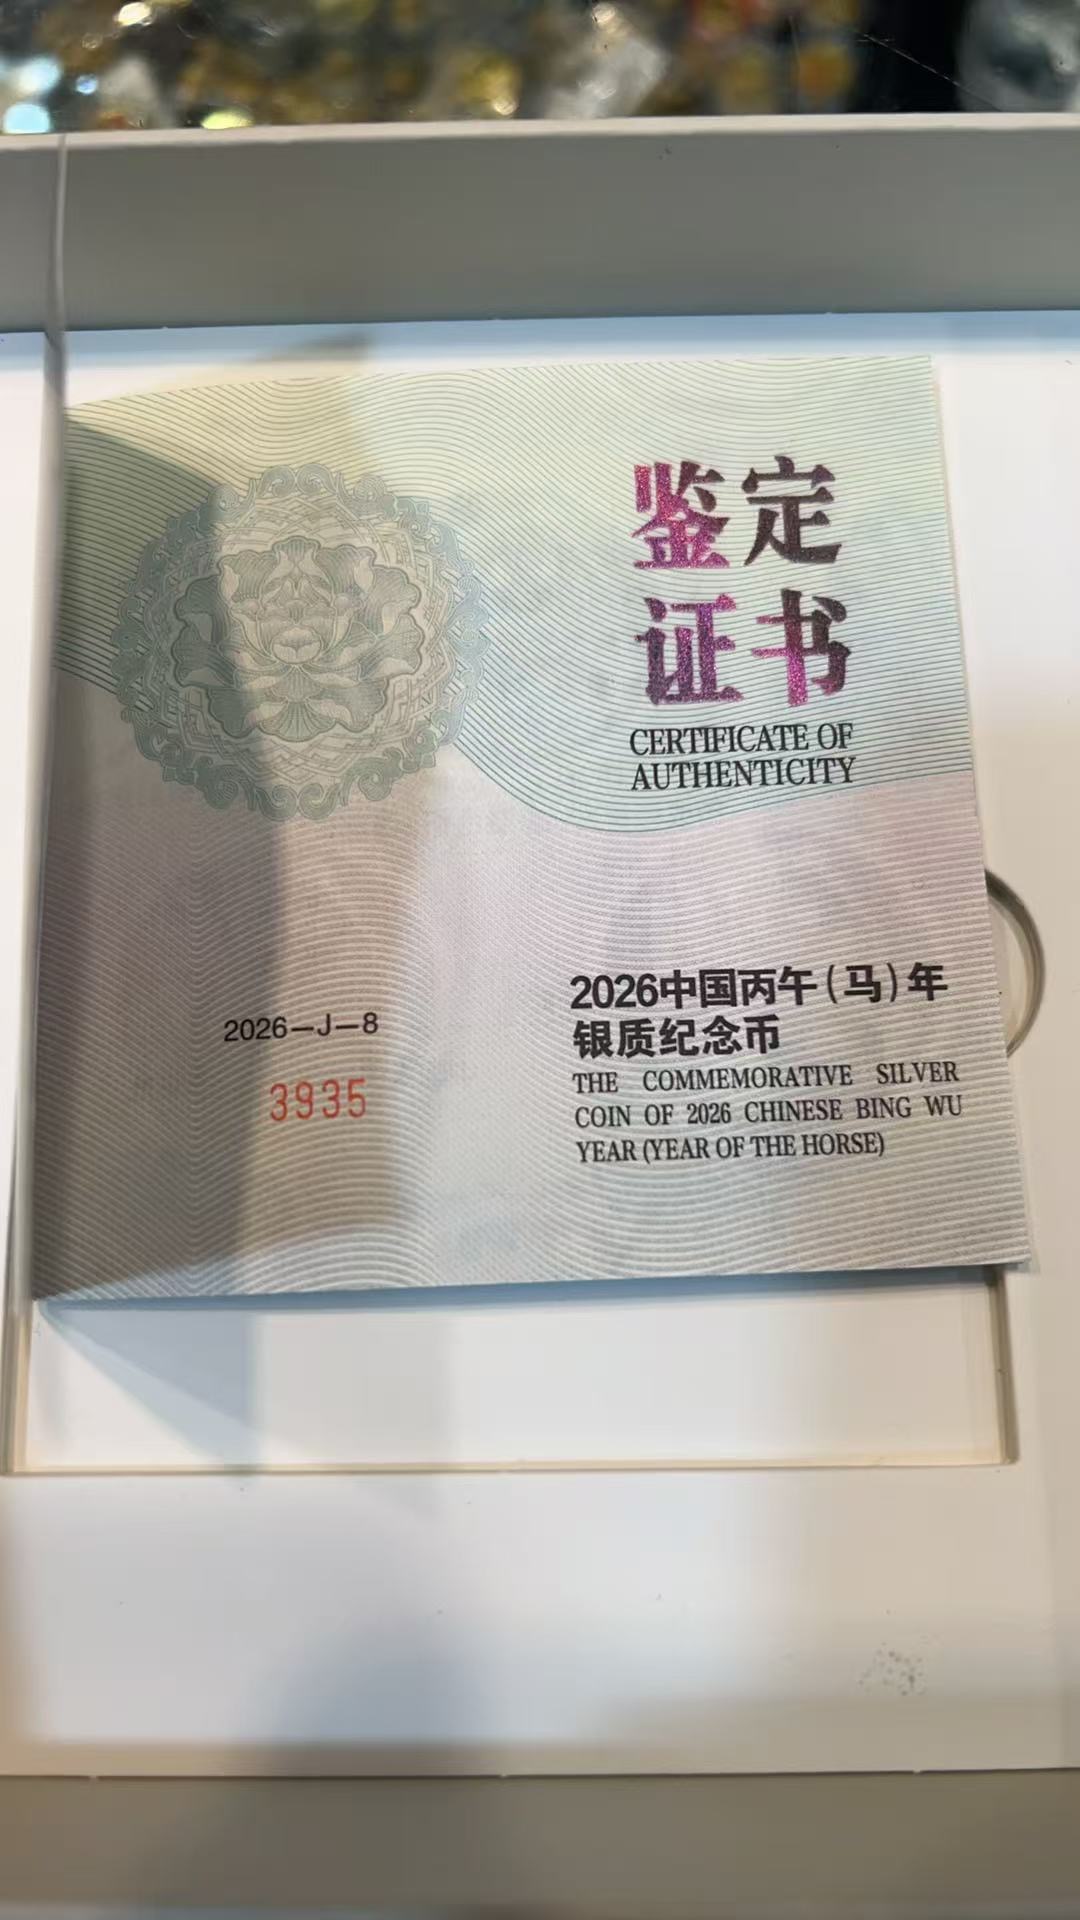 鉴定
证书
CERTIFICATE OF
AUTHENTICITY
2026—J—8
3935
2026中国丙午(马)年
银质纪念币
THE COMMEMORATIVE SILVER
COIN OF 2026 CHINESE BING WU
YEAR (YEAR OF THE HORSE)